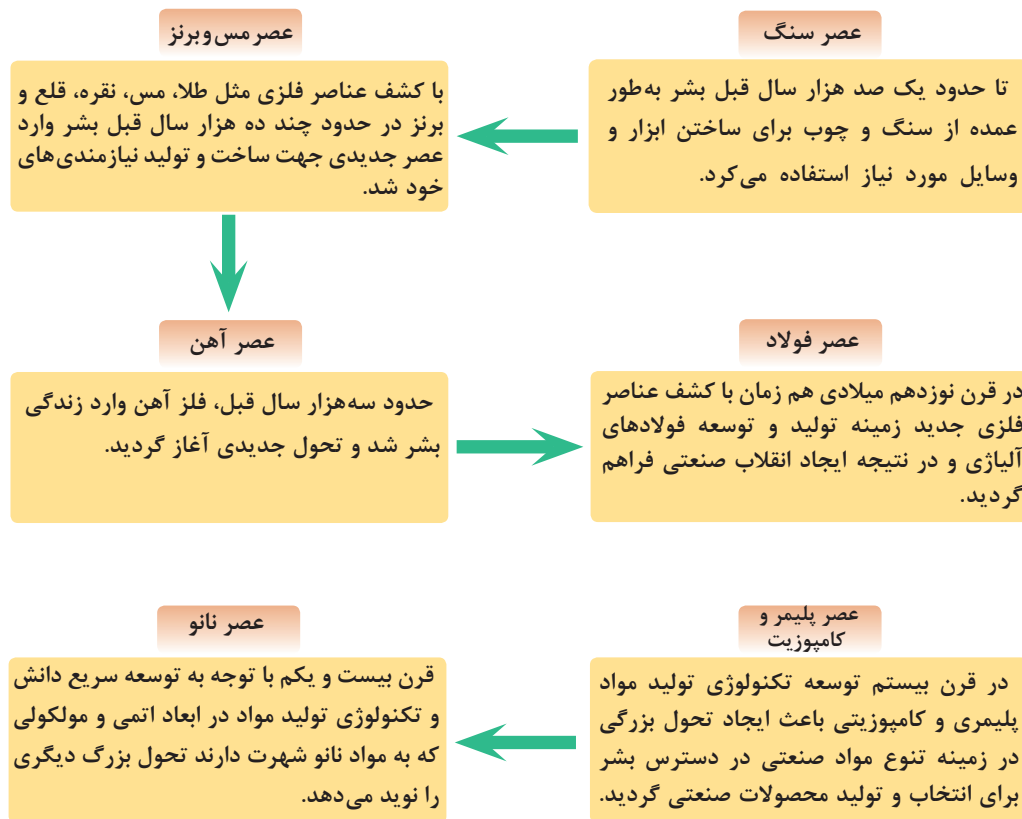 عصر سنگ
تا حدود یک صد هزار سال قبل بشر به‌طور
عمده از سنگ و چوب برای ساختن ابزار و
وسایل مورد نیاز استفاده می‌کرد.
عصر مس و برنز
با کشف عناصر فلزی مثل طلا، مس، نقره، قلع و
برنز در حدود چند ده هزار سال قبل بشر وارد
عصر جدیدی جهت ساخت و تولید نیازمندی‌های
خود شد.
عصر آهن
حدود سه‌هزار سال قبل، فلز آهن وارد زندگی
بشر شد و تحول جدیدی آغاز گردید.
عصر فولاد
در قرن نوزدهم میلادی هم زمان با کشف عناصر
فلزی جدید زمینه تولید و توسعه فولادهای
آلیاژی و در نتیجه ایجاد انقلاب صنعتی فراهم
گردید.
عصر پلیمر و
کامپوزیت
در قرن بیستم توسعه تکنولوژی تولید مواد
پلیمری و کامپوزیتی باعث ایجاد تحول بزرگی
در زمینه تنوع مواد صنعتی در دسترس بشر
برای انتخاب و تولید محصولات صنعتی گردید.
عصر نانو
قرن بیست و یکم با توجه به توسعه سریع دانش
و تکنولوژی تولید مواد در ابعاد اتمی و مولکولی
که به مواد نانو شهرت دارند تحول بزرگ دیگری
را نوید می‌دهد.